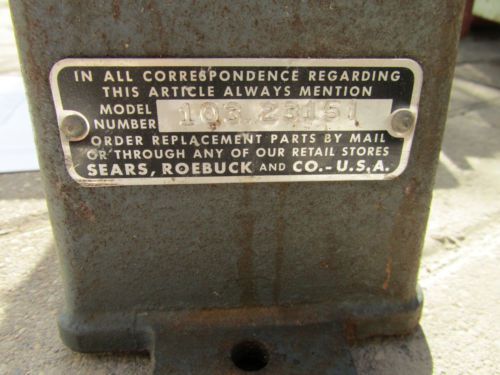 IN ALL CORRESPONDENCE REGARDING
THIS ARTICLE ALWAYS MENTION
MODEL
NUMBER 103.23151
ORDER REPLACEMENT PARTS BY MAIL
OR THROUGH ANY OF OUR RETAIL STORES
SEARS, ROEBUCK AND CO.-U.S.A.